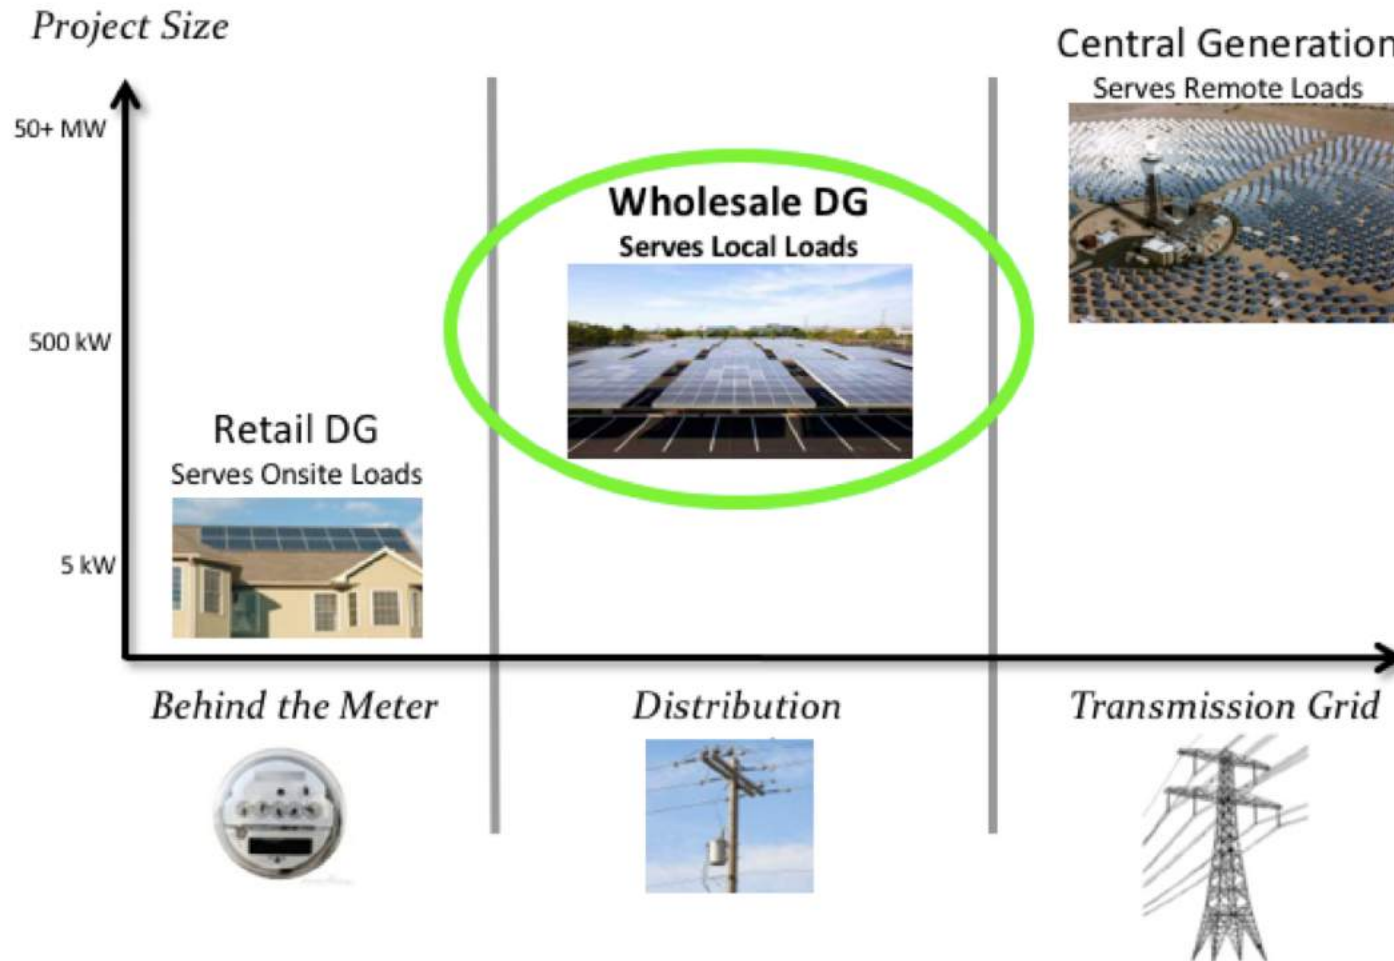 Project Size
Central Generation
Serves Remote Loads
50+ MW
Wholesale DG
Serves Local Loads
500 kW
Retail DG
Serves Onsite Loads
5 kW
Behind the Meter
Distribution
Transmission Grid